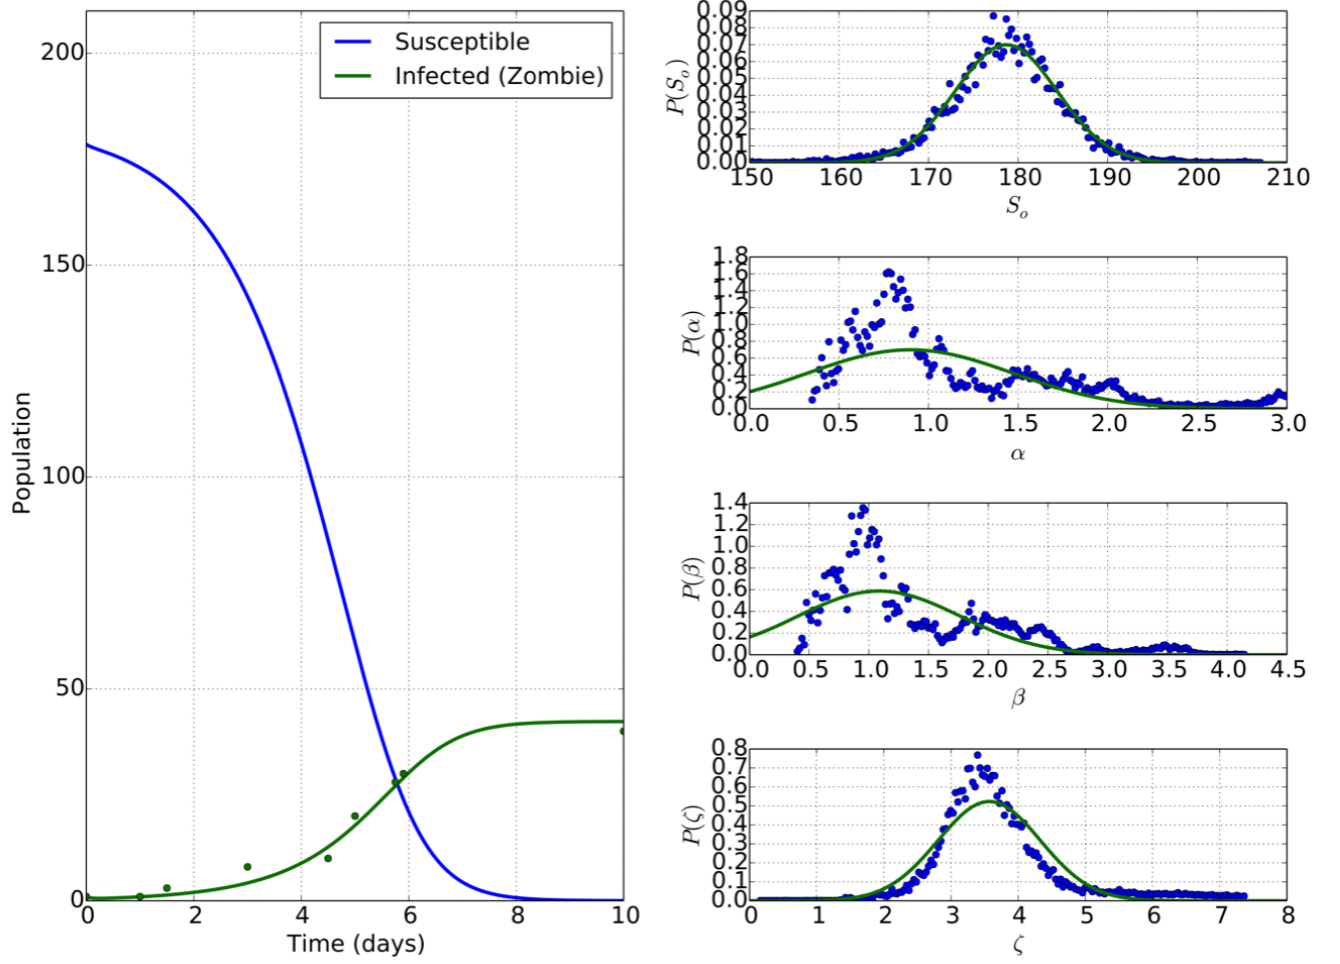 200
150
100
50
0
Population
0 2 4 6 8 10
Time (days)
Susceptible
Infected (Zombie)
0.09
0.08
0.07
0.06
0.05
0.04
0.03
0.02
0.01
0.00
P(S_o)
150 160 170 180 190 200 210
S_o
1.8
1.6
1.4
1.2
1.0
0.8
0.6
0.4
0.2
0.0
P(α)
0.0 0.5 1.0 1.5 2.0 2.5 3.0
α
1.4
1.2
1.0
0.8
0.6
0.4
0.2
0.0
P(β)
0.0 0.5 1.0 1.5 2.0 2.5 3.0 3.5 4.0 4.5
β
0.8
0.7
0.6
0.5
0.4
0.3
0.2
0.1
0.0
P(ζ)
0 1 2 3 4 5 6 7 8
ζ